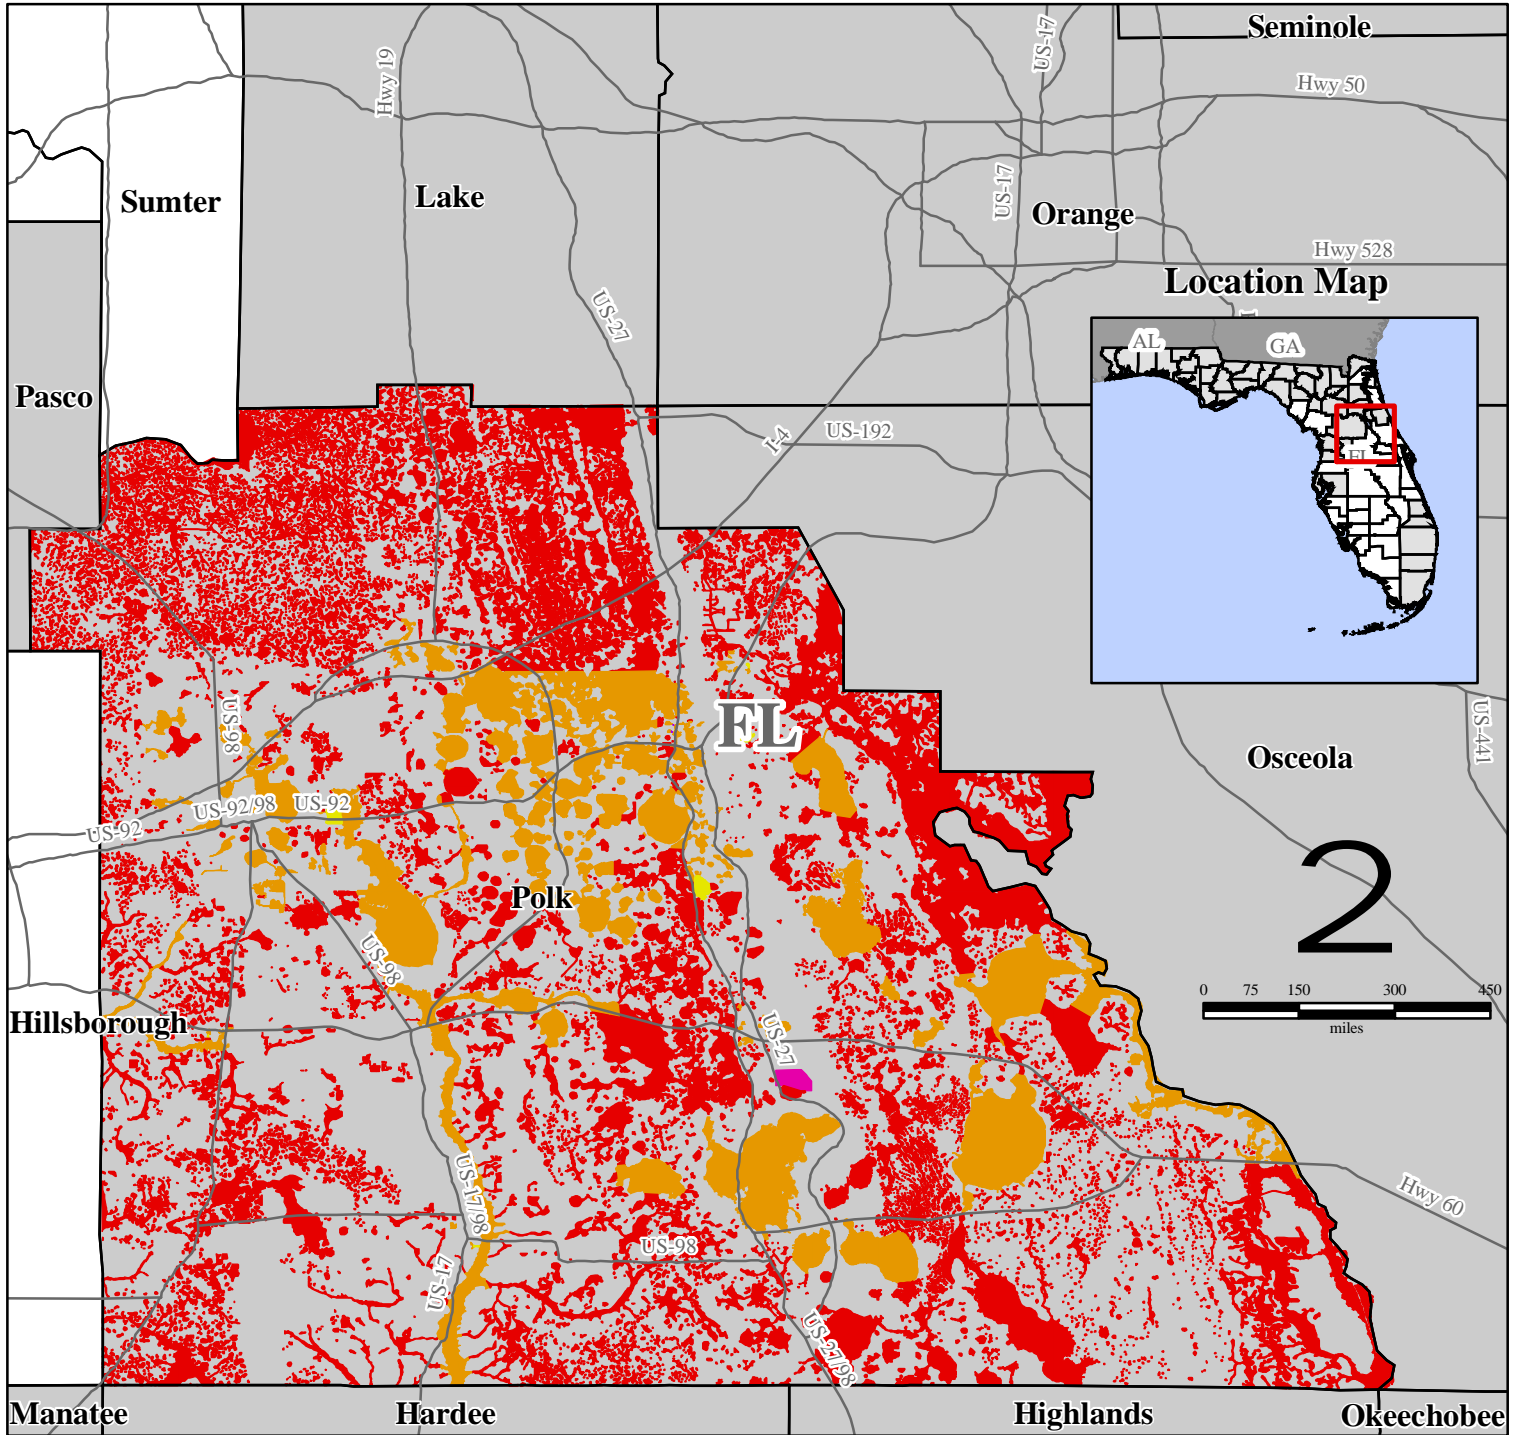 Seminole
US-17
Hwy 19
Hwy 50
Sumter
Lake
US-17
Orange
Hwy 528
Location Map
US-27
AL
GA
FL
Pasco
I-4
US-192
US-98
FL
US-441
Osceola
US-92/98
US-92
US-92
2
Polk
US-98
0 75 150 300 450
miles
Hillsborough
US-27
US-17/98
Hwy 60
US-98
US-17
US-27/98
Manatee
Hardee
Highlands
Okeechobee